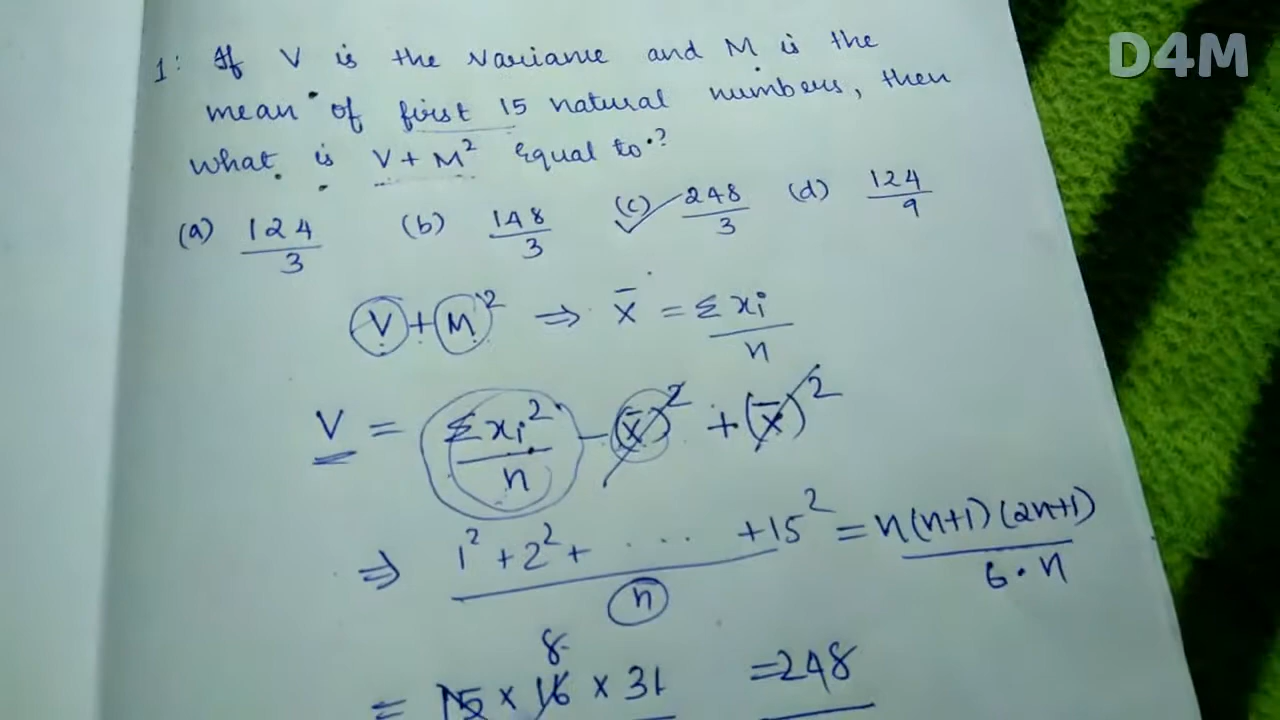 D4M
1: If V is the variance and M is the
mean of first 15 natural numbers, then
what is V + M² equal to ?
(a) 124/3 (b) 148/3 (c) 248/3 (d) 124/9
V + M² ⇒ x̄ = Σxi/n
V = Σxi²/n - (x̄)² + (x̄)²
⇒ 1² + 2² + ... + 15²/n = n(n+1)(2n+1)/6·n
8
= 15 × 16 × 31 = 248